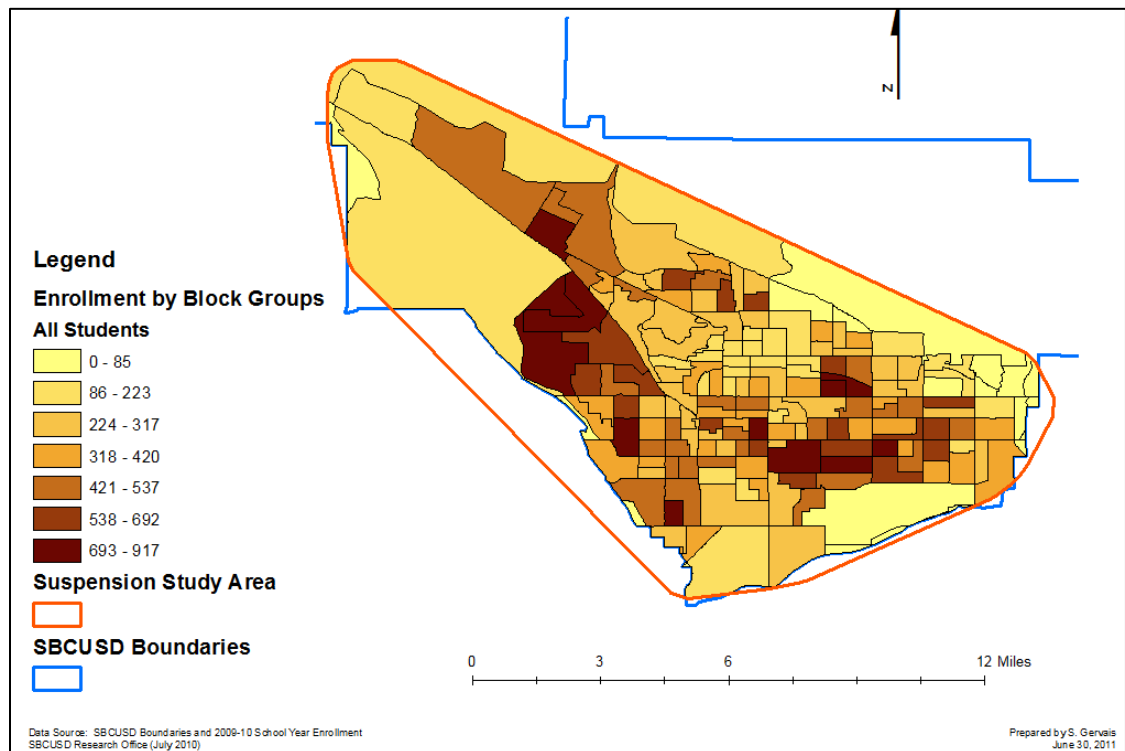 N
Legend
Enrollment by Block Groups
All Students
0 - 85
86 - 223
224 - 317
318 - 420
421 - 537
538 - 692
693 - 917
Suspension Study Area
SBCUSD Boundaries
0 3 6 12 Miles
Data Source: SBCUSD Boundaries and 2009-10 School Year Enrollment
SBCUSD Research Office (July 2010)
Prepared by S. Gervais
June 30, 2011